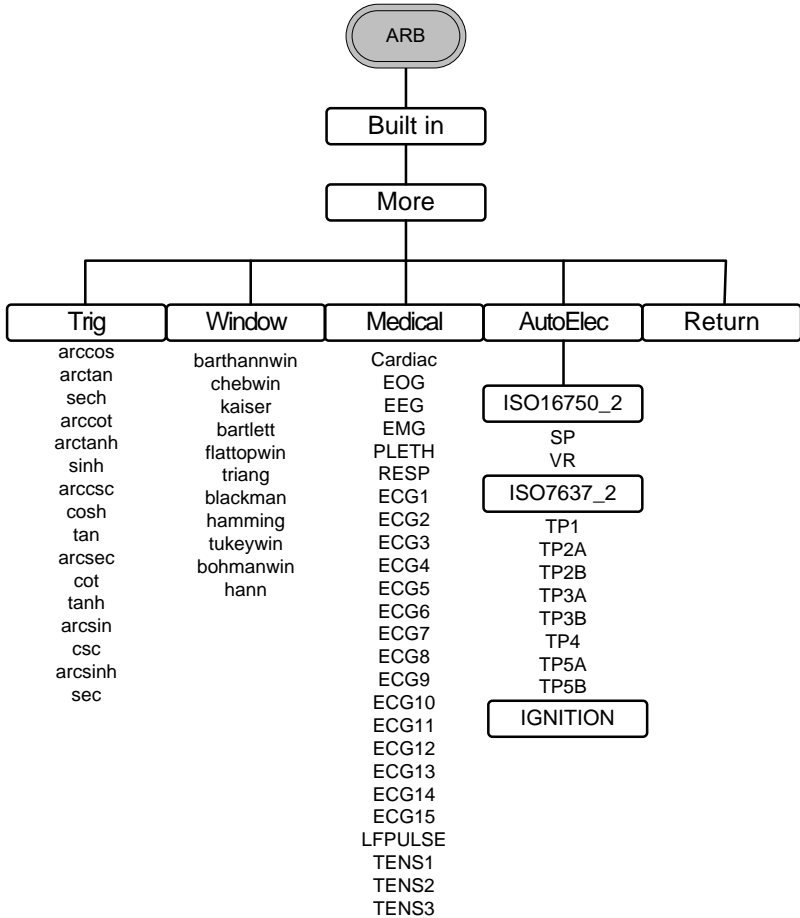 ARB
Built in
More
Trig
arccos
arctan
sech
arccot
arctanh
sinh
arccsc
cosh
tan
arcsec
cot
tanh
arcsin
csc
arcsinh
sec
Window
barthannwin
chebwin
kaiser
bartlett
flattopwin
triang
blackman
hamming
tukeywin
bohmanwin
hann
Medical
Cardiac
EOG
EEG
EMG
PLETH
RESP
ECG1
ECG2
ECG3
ECG4
ECG5
ECG6
ECG7
ECG8
ECG9
ECG10
ECG11
ECG12
ECG13
ECG14
ECG15
LFPULSE
TENS1
TENS2
TENS3
AutoElec
ISO16750_2
SP
VR
ISO7637_2
TP1
TP2A
TP2B
TP3A
TP3B
TP4
TP5A
TP5B
IGNITION
Return